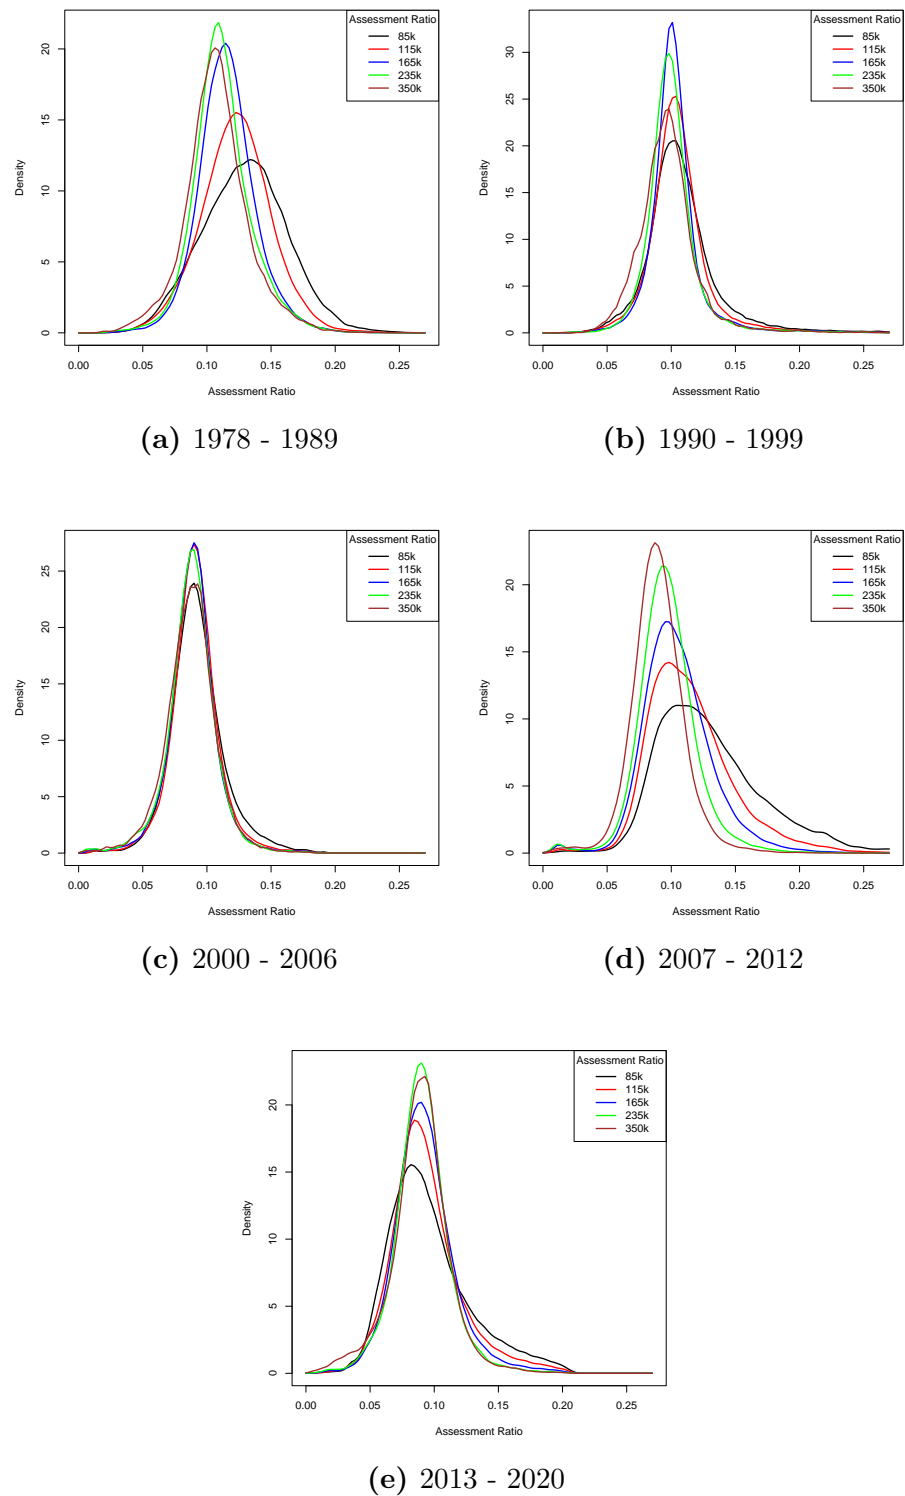 Assessment Ratio
85k
115k
165k
235k
350k
Density
0 5 10 15 20
0.00 0.05 0.10 0.15 0.20 0.25
Assessment Ratio
(a) 1978 - 1989
Assessment Ratio
85k
115k
165k
235k
350k
Density
0 5 10 15 20 25 30
0.00 0.05 0.10 0.15 0.20 0.25
Assessment Ratio
(b) 1990 - 1999
Assessment Ratio
85k
115k
165k
235k
350k
Density
0 5 10 15 20 25
0.00 0.05 0.10 0.15 0.20 0.25
Assessment Ratio
(c) 2000 - 2006
Assessment Ratio
85k
115k
165k
235k
350k
Density
0 5 10 15 20
0.00 0.05 0.10 0.15 0.20 0.25
Assessment Ratio
(d) 2007 - 2012
Assessment Ratio
85k
115k
165k
235k
350k
Density
0 5 10 15 20
0.00 0.05 0.10 0.15 0.20 0.25
Assessment Ratio
(e) 2013 - 2020